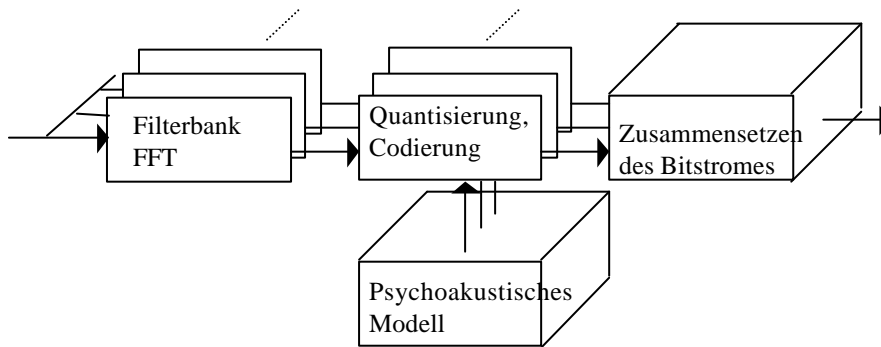 Filterbank
FFT
Quantisierung,
Codierung
Zusammensetzen
des Bitstromes
Psychoakustisches
Modell